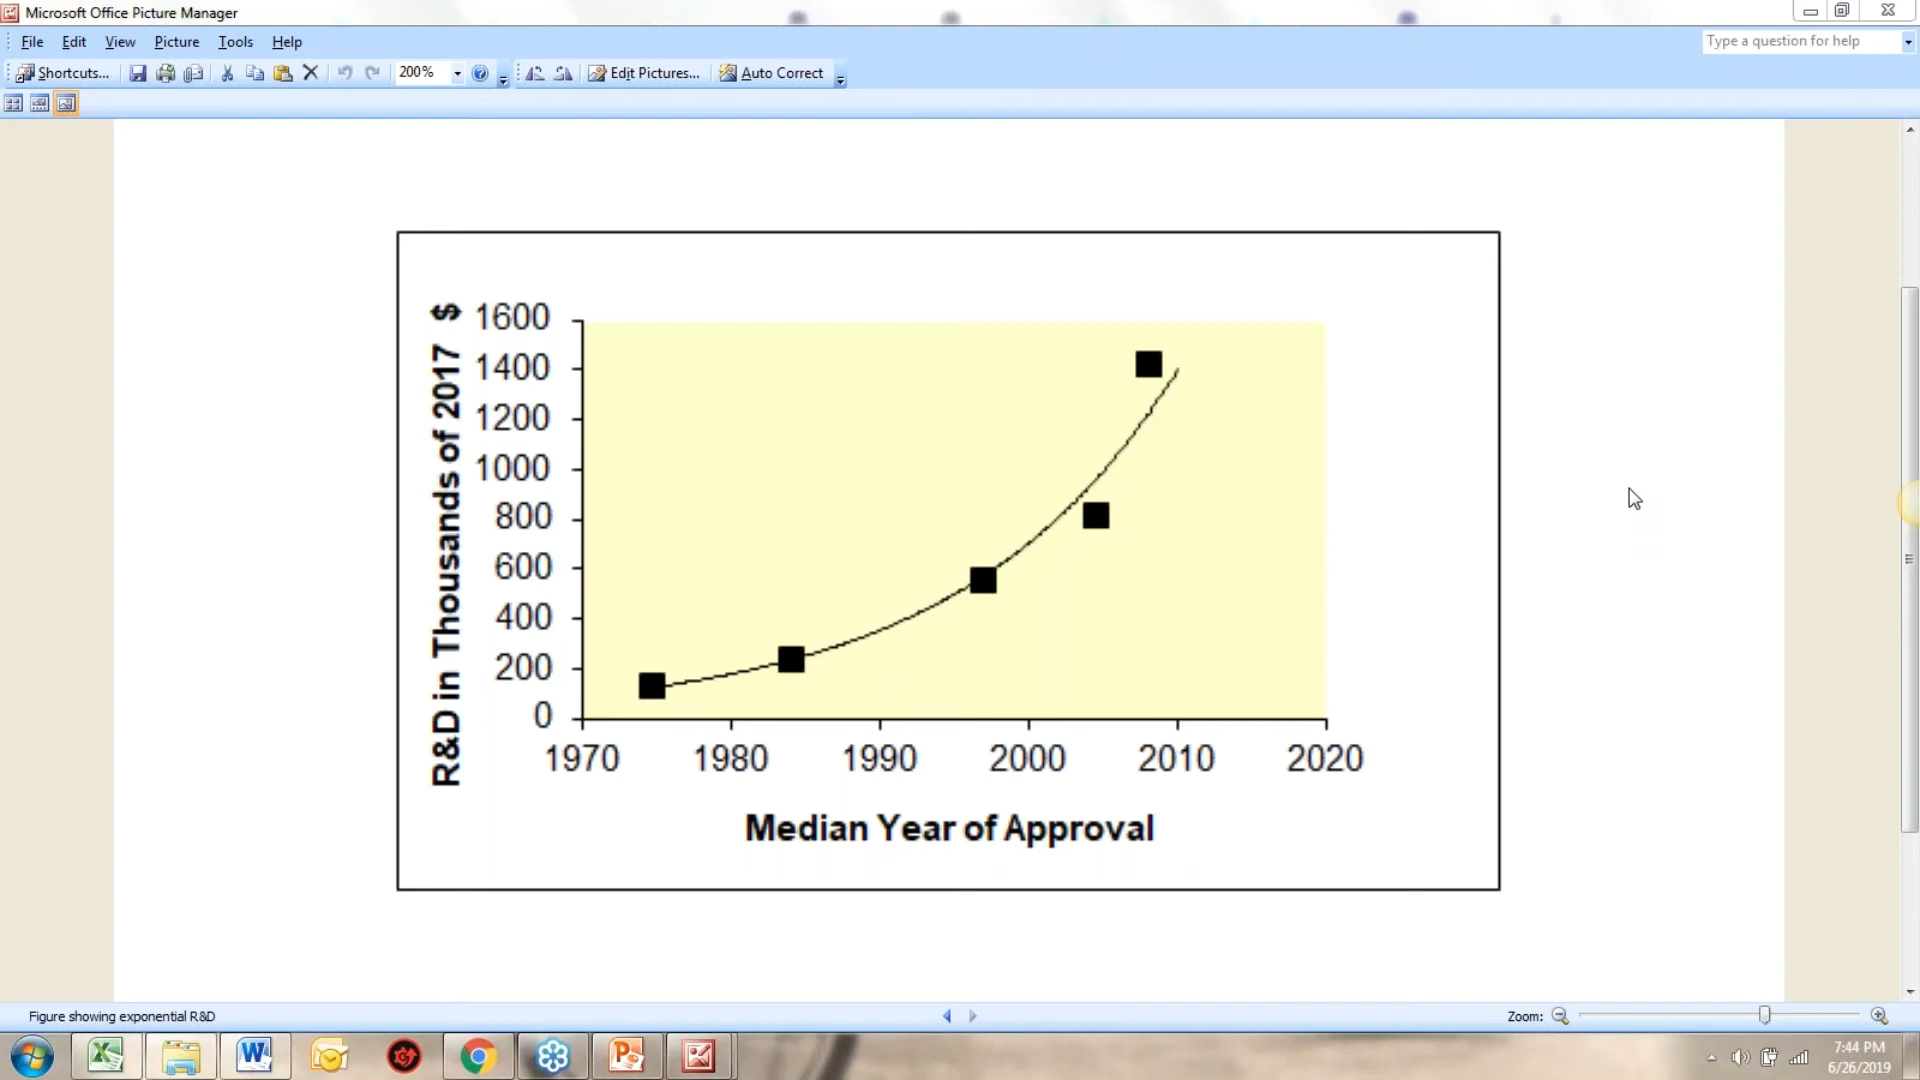 Microsoft Office Picture Manager
File Edit View Picture Tools Help
Type a question for help
Shortcuts... 200% Edit Pictures... Auto Correct
R&D in Thousands of 2017 $
1600
1400
1200
1000
800
600
400
200
0
1970 1980 1990 2000 2010 2020
Median Year of Approval
Figure showing exponential R&D
Zoom:
7:44 PM
6/26/2019